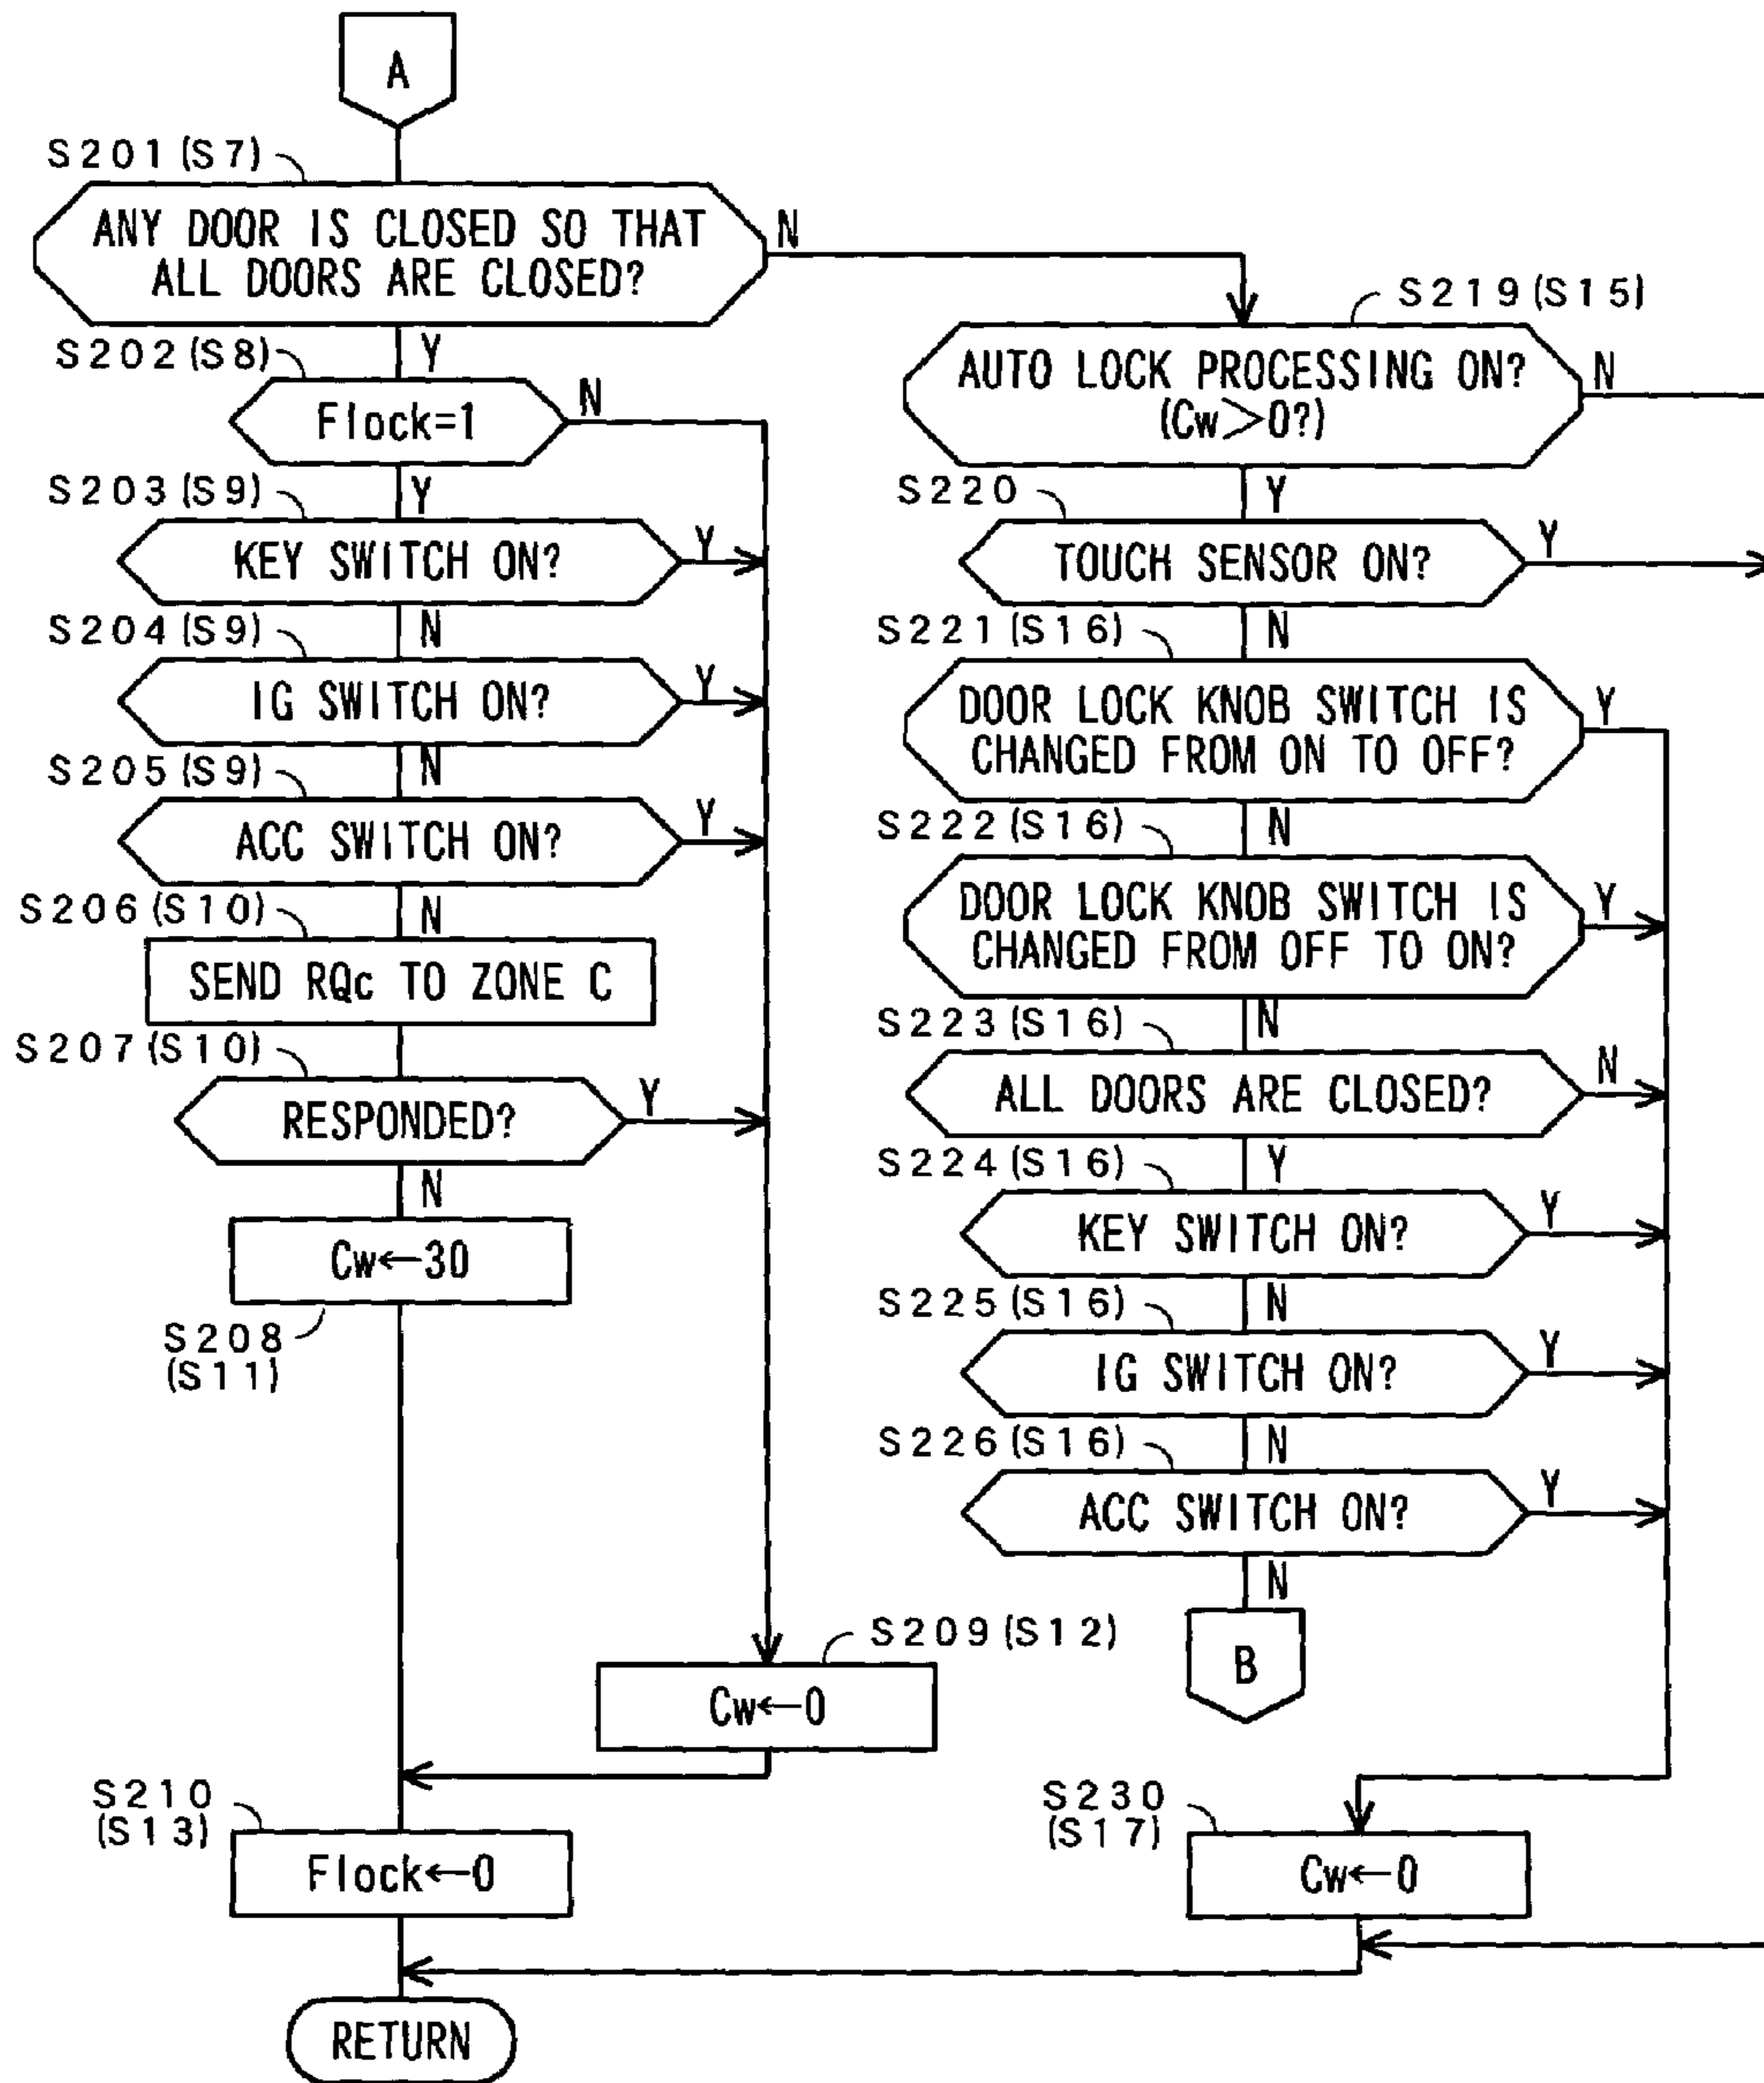 A
S201(S7)
ANY DOOR IS CLOSED SO THAT
ALL DOORS ARE CLOSED?
N
Y
S202(S8)
Flock=1
N
Y
S203(S9)
KEY SWITCH ON?
Y
N
S204(S9)
IG SWITCH ON?
Y
N
S205(S9)
ACC SWITCH ON?
Y
N
S206(S10)
SEND RQc TO ZONE C
S207(S10)
RESPONDED?
Y
N
Cw←30
S208
(S11)
S209(S12)
Cw←0
S210
(S13)
Flock←0
RETURN
S219(S15)
AUTO LOCK PROCESSING ON?
(Cw>0?)
N
Y
S220
TOUCH SENSOR ON?
Y
N
S221(S16)
DOOR LOCK KNOB SWITCH IS
CHANGED FROM ON TO OFF?
Y
N
S222(S16)
DOOR LOCK KNOB SWITCH IS
CHANGED FROM OFF TO ON?
Y
N
S223(S16)
ALL DOORS ARE CLOSED?
N
Y
S224(S16)
KEY SWITCH ON?
Y
N
S225(S16)
IG SWITCH ON?
Y
N
S226(S16)
ACC SWITCH ON?
Y
N
B
S230
(S17)
Cw←0